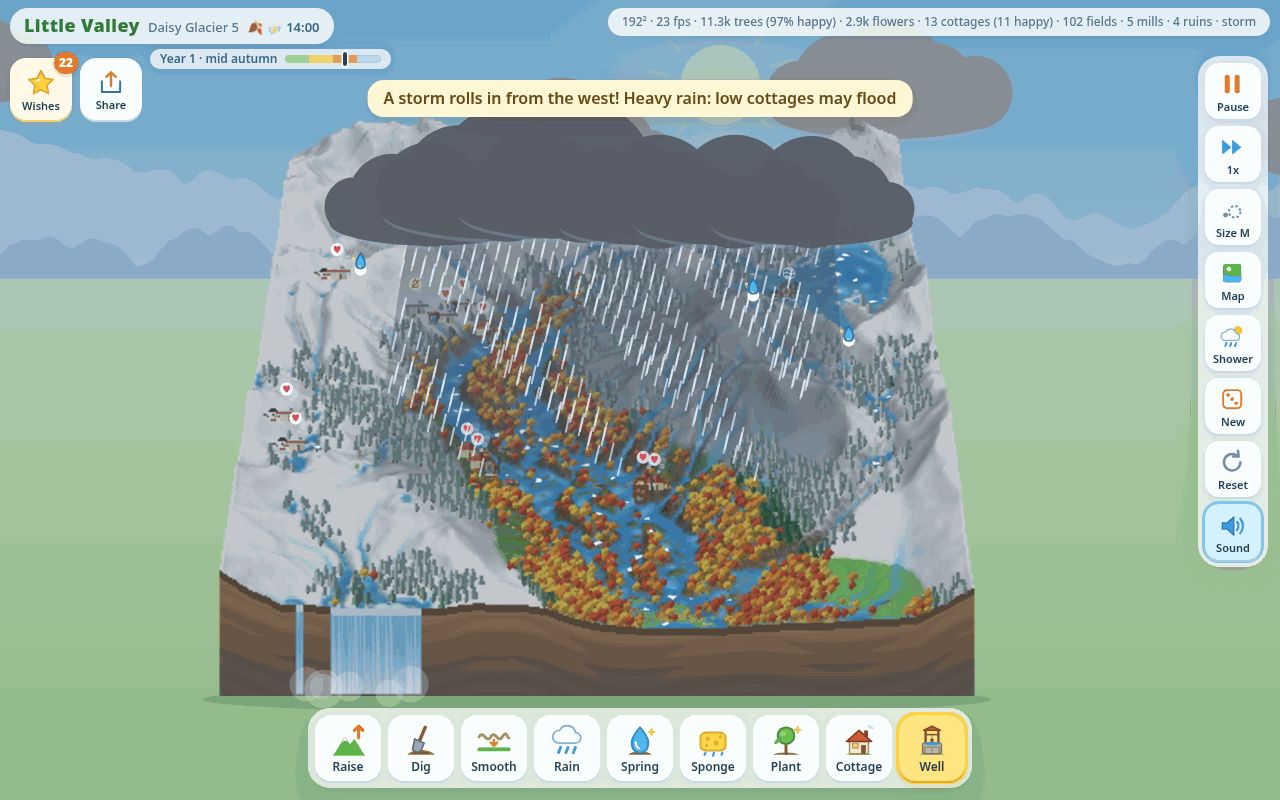 Little Valley Daisy Glacier 5 14:00
192² · 23 fps · 11.3k trees (97% happy) · 2.9k flowers · 13 cottages (11 happy) · 102 fields · 5 mills · 4 ruins · storm
Year 1 · mid autumn
22
Wishes
Share
A storm rolls in from the west! Heavy rain: low cottages may flood
Pause
1x
Size M
Map
Shower
New
Reset
Sound
Raise
Dig
Smooth
Rain
Spring
Sponge
Plant
Cottage
Well